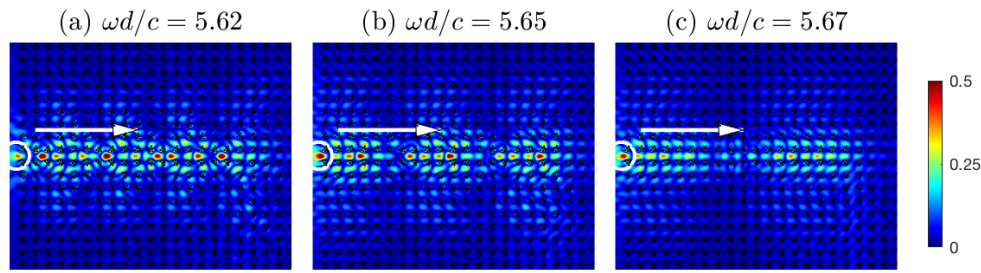 (a) ωd/c = 5.62
(b) ωd/c = 5.65
(c) ωd/c = 5.67
0.5
0.25
0